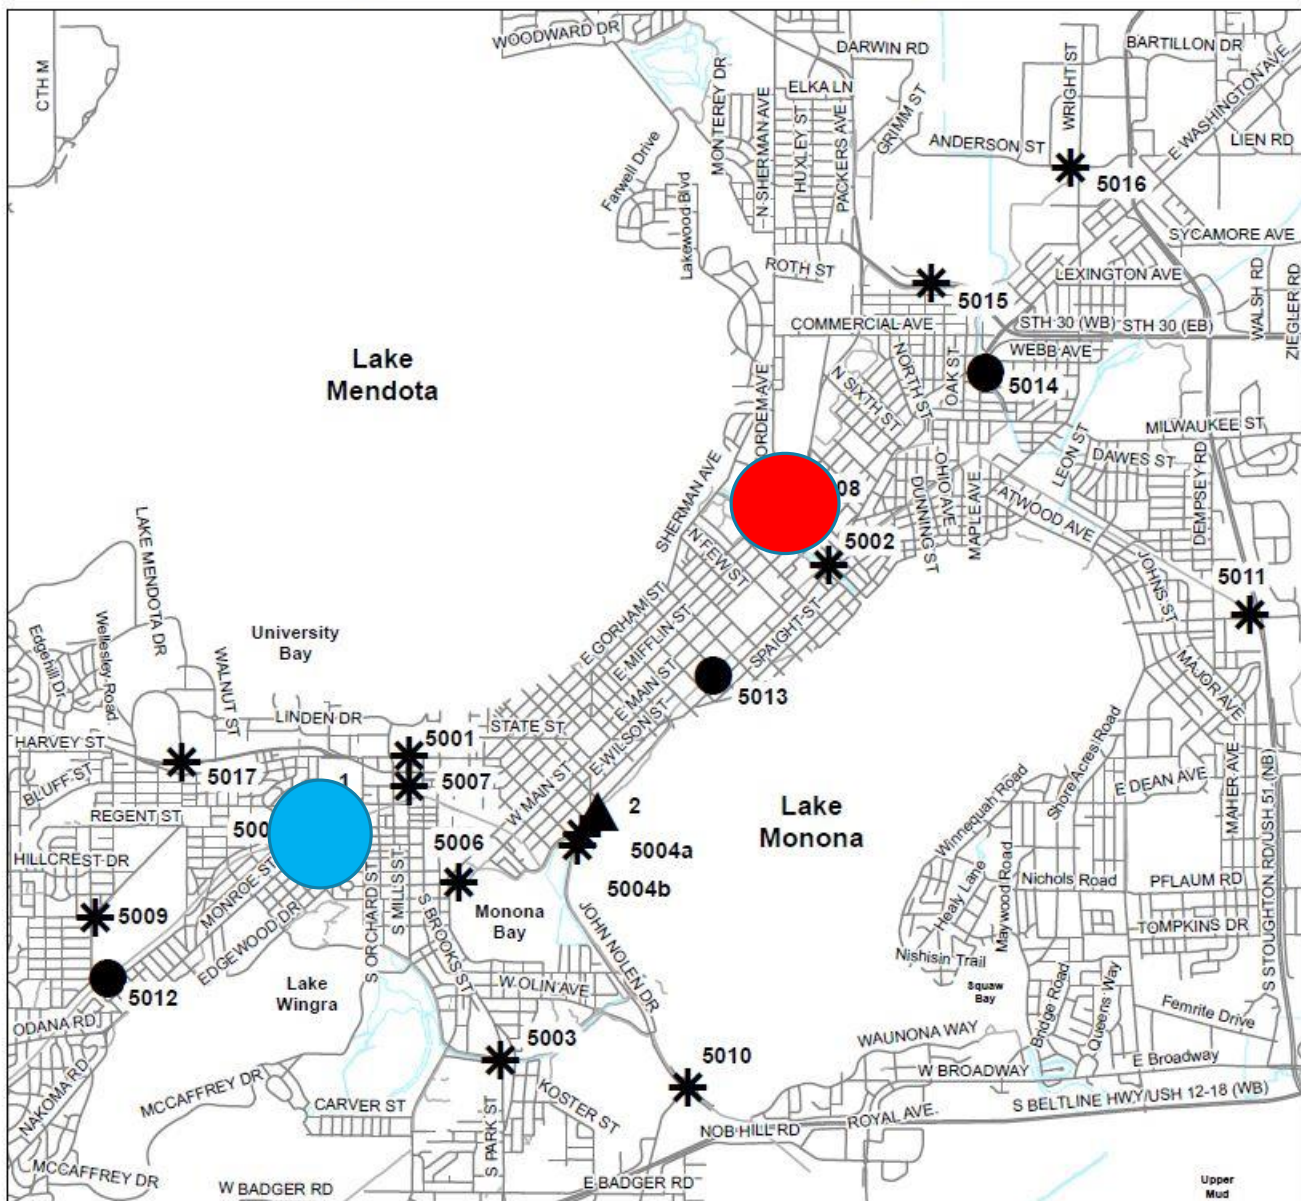 WOODWARD DR
DARWIN RD
BARTILLON DR
CTH M
ELKA LN
WRIGHT ST
E WASHINGTON AVE
MONTEREY DR
N SHERMAN AVE
HUXLEY ST
PACKERS AVE
GRIMM ST
ANDERSON ST
LIEN RD
Farwell Drive
5016
Lakewood Blvd
SYCAMORE AVE
ROTH ST
LEXINGTON AVE
WALSH RD
ZIEGLER RD
5015
COMMERCIAL AVE
STH 30 (WB)
STH 30 (EB)
Lake
Mendota
WEBB AVE
NORTH ST
OAK ST
5014
N SIXTH ST
ORDEM AVE
MILWAUKEE ST
LEON ST
DAWES ST
DEMPSEY RD
SHERMAN AVE
08
OHIO AVE
DUNNING ST
MAPLE AVE
ATWOOD AVE
LAKE MENDOTA DR
N FEW ST
5002
5011
JOHNS ST
University
Bay
Edgehill Dr
Wellesley Road
WALNUT ST
E GORHAM ST
E MIFFLIN ST
SPAIGHT ST
E MAIN ST
5013
MAJOR AVE
LINDEN DR
STATE ST
E WILSON ST
HARVEY ST
5001
BLUFF ST
5017
1
5007
W MAIN ST
Shore Acres Road
E DEAN AVE
MAHER AVE
S STOUGHTON RD/USH 51 (NB)
REGENT ST
500
2
Lake
Monona
Winnequah Road
5006
5004a
HILLCREST DR
MONROE ST
5004b
Nichols Road
PFLAUM RD
Healy Lane
Maywood Road
5009
EDGEWOOD DR
S ORCHARD ST
S MILLS ST
S BROOKS ST
Monona
Bay
JOHN NOLEN DR
TOMPKINS DR
Nishisin Trail
5012
Lake
Wingra
W OLIN AVE
Squaw
Bay
Bridge Road
Queens Way
Femrite Drive
ODANA RD
5003
5010
WAUNONA WAY
E Broadway
NAKOMA RD
MCCAFFREY DR
W BROADWAY
CARVER ST
KOSTER ST
S BELTLINE HWY/USH 12-18 (WB)
S PARK ST
NOB HILL RD
ROYAL AVE.
MCCAFFREY DR
W BADGER RD
E BADGER RD
Upper
Mud